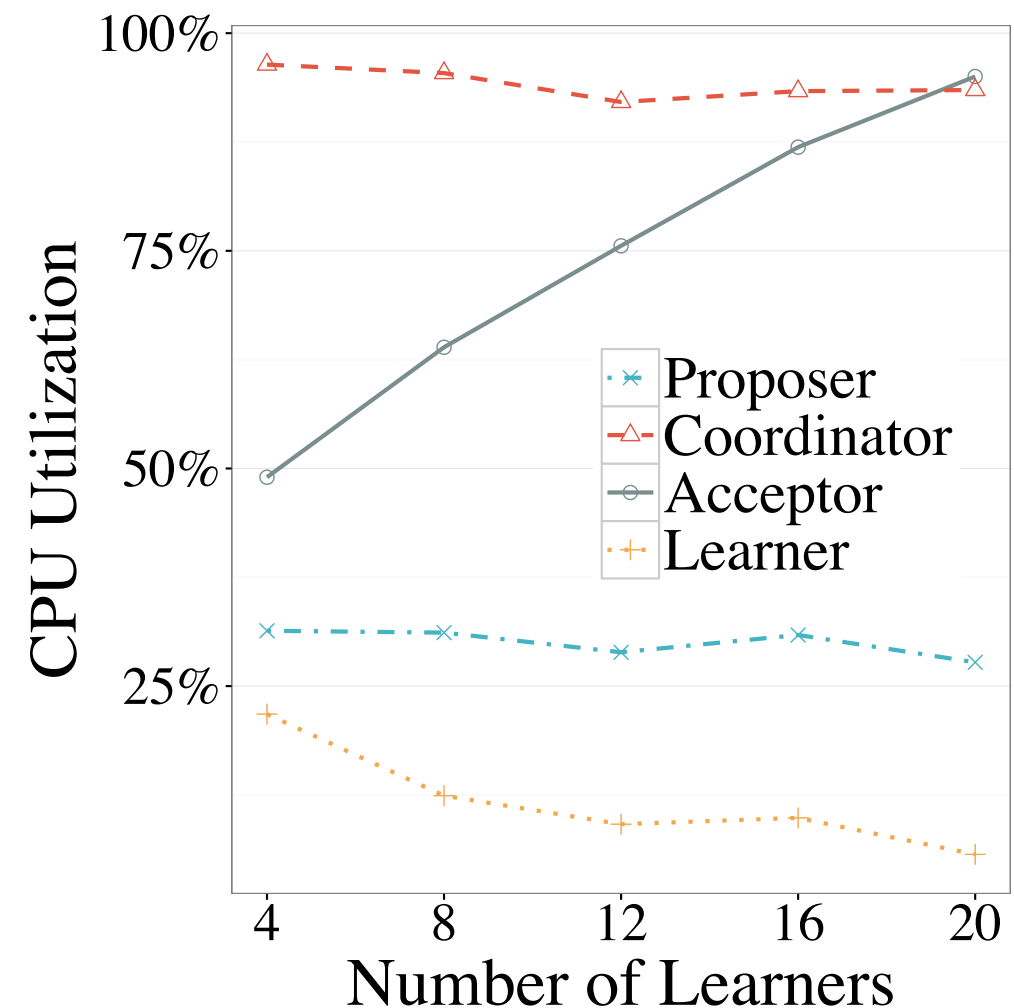 100%
75%
50%
25%
CPU Utilization
Proposer
Coordinator
Acceptor
Learner
4 8 12 16 20
Number of Learners